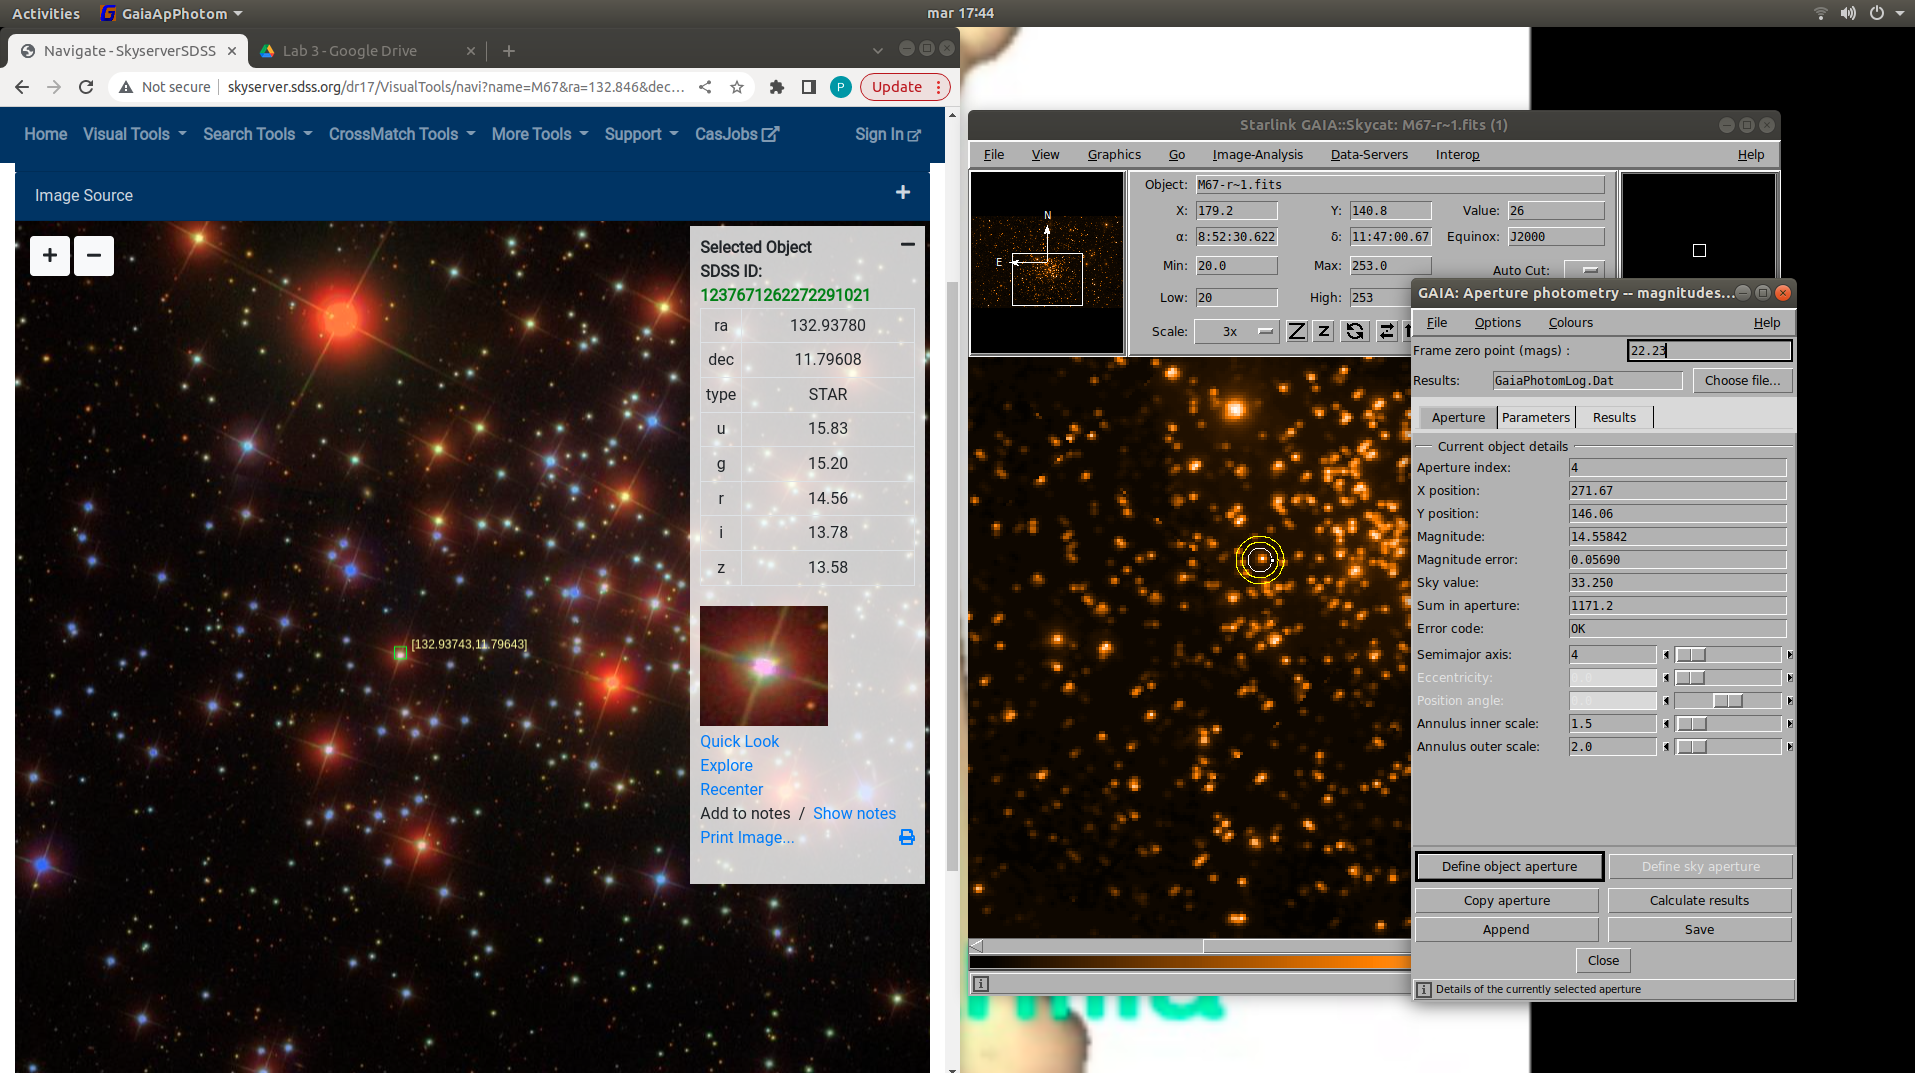 Activities GaiaApPhotom mar 17:44
Navigate - SkyserverSDSS Lab 3 - Google Drive
Not secure skyserver.sdss.org/dr17/VisualTools/navi?name=M67&ra=132.846&dec... P Update
Home Visual Tools Search Tools CrossMatch Tools More Tools Support CasJobs Sign In
Image Source +
+ −
Selected Object
SDSS ID:
1237671262272291021
ra 132.93780
dec 11.79608
type STAR
u 15.83
g 15.20
r 14.56
i 13.78
z 13.58
[132.93743,11.79643]
Quick Look
Explore
Recenter
Add to notes / Show notes
Print Image...
Starlink GAIA::Skycat: M67-r~1.fits (1)
File View Graphics Go Image-Analysis Data-Servers Interop Help
N
E
Object: M67-r~1.fits
X: 179.2 Y: 140.8 Value: 26
α: 8:52:30.622 δ: 11:47:00.67 Equinox: J2000
Min: 20.0 Max: 253.0 Auto Cut:
Low: 20 High: 253
Scale: 3x Z z
GAIA: Aperture photometry -- magnitudes...
File Options Colours Help
Frame zero point (mags) : 22.23
Results: GaiaPhotomLog.Dat Choose file...
Aperture Parameters Results
Current object details
Aperture index: 4
X position: 271.67
Y position: 146.06
Magnitude: 14.55842
Magnitude error: 0.05690
Sky value: 33.250
Sum in aperture: 1171.2
Error code: OK
Semimajor axis: 4
Eccentricity: 0.0
Position angle: 0.0
Annulus inner scale: 1.5
Annulus outer scale: 2.0
Define object aperture Define sky aperture
Copy aperture Calculate results
Append Save
Close
Details of the currently selected aperture